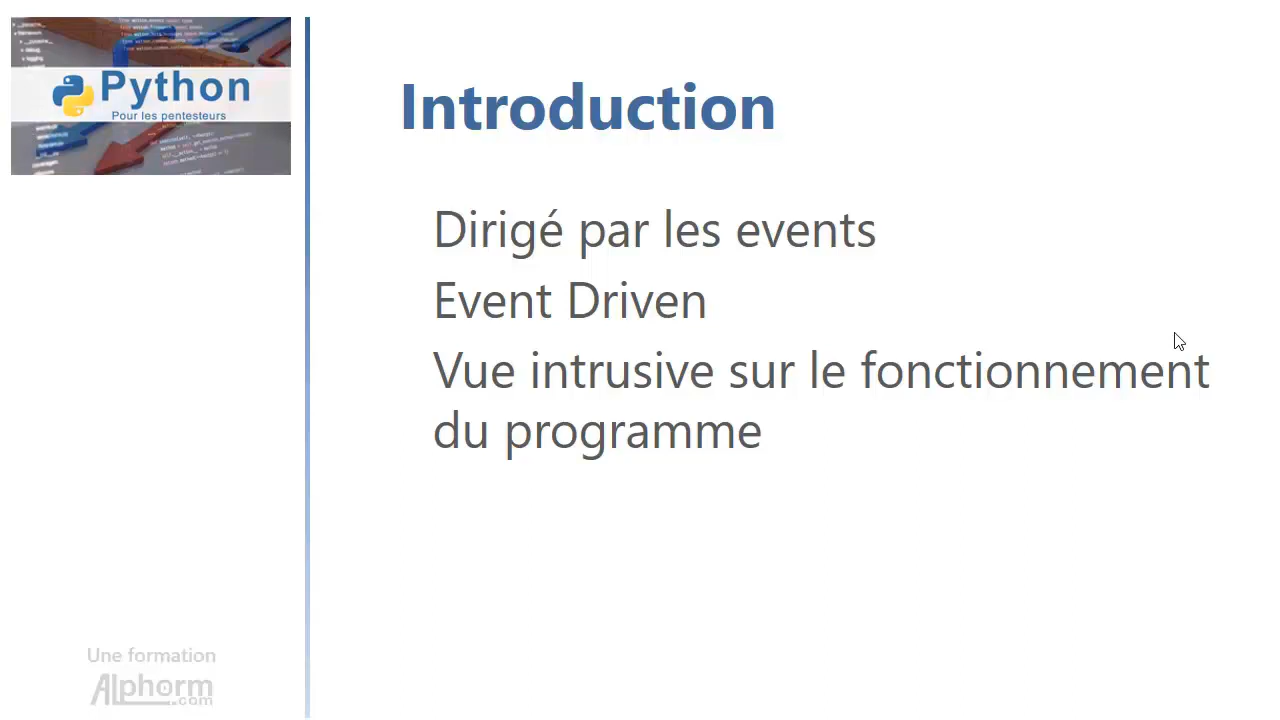 Python
Pour les pentesteurs
Introduction
Dirigé par les events
Event Driven
Vue intrusive sur le fonctionnement
du programme
Une formation
Alphorm
.com